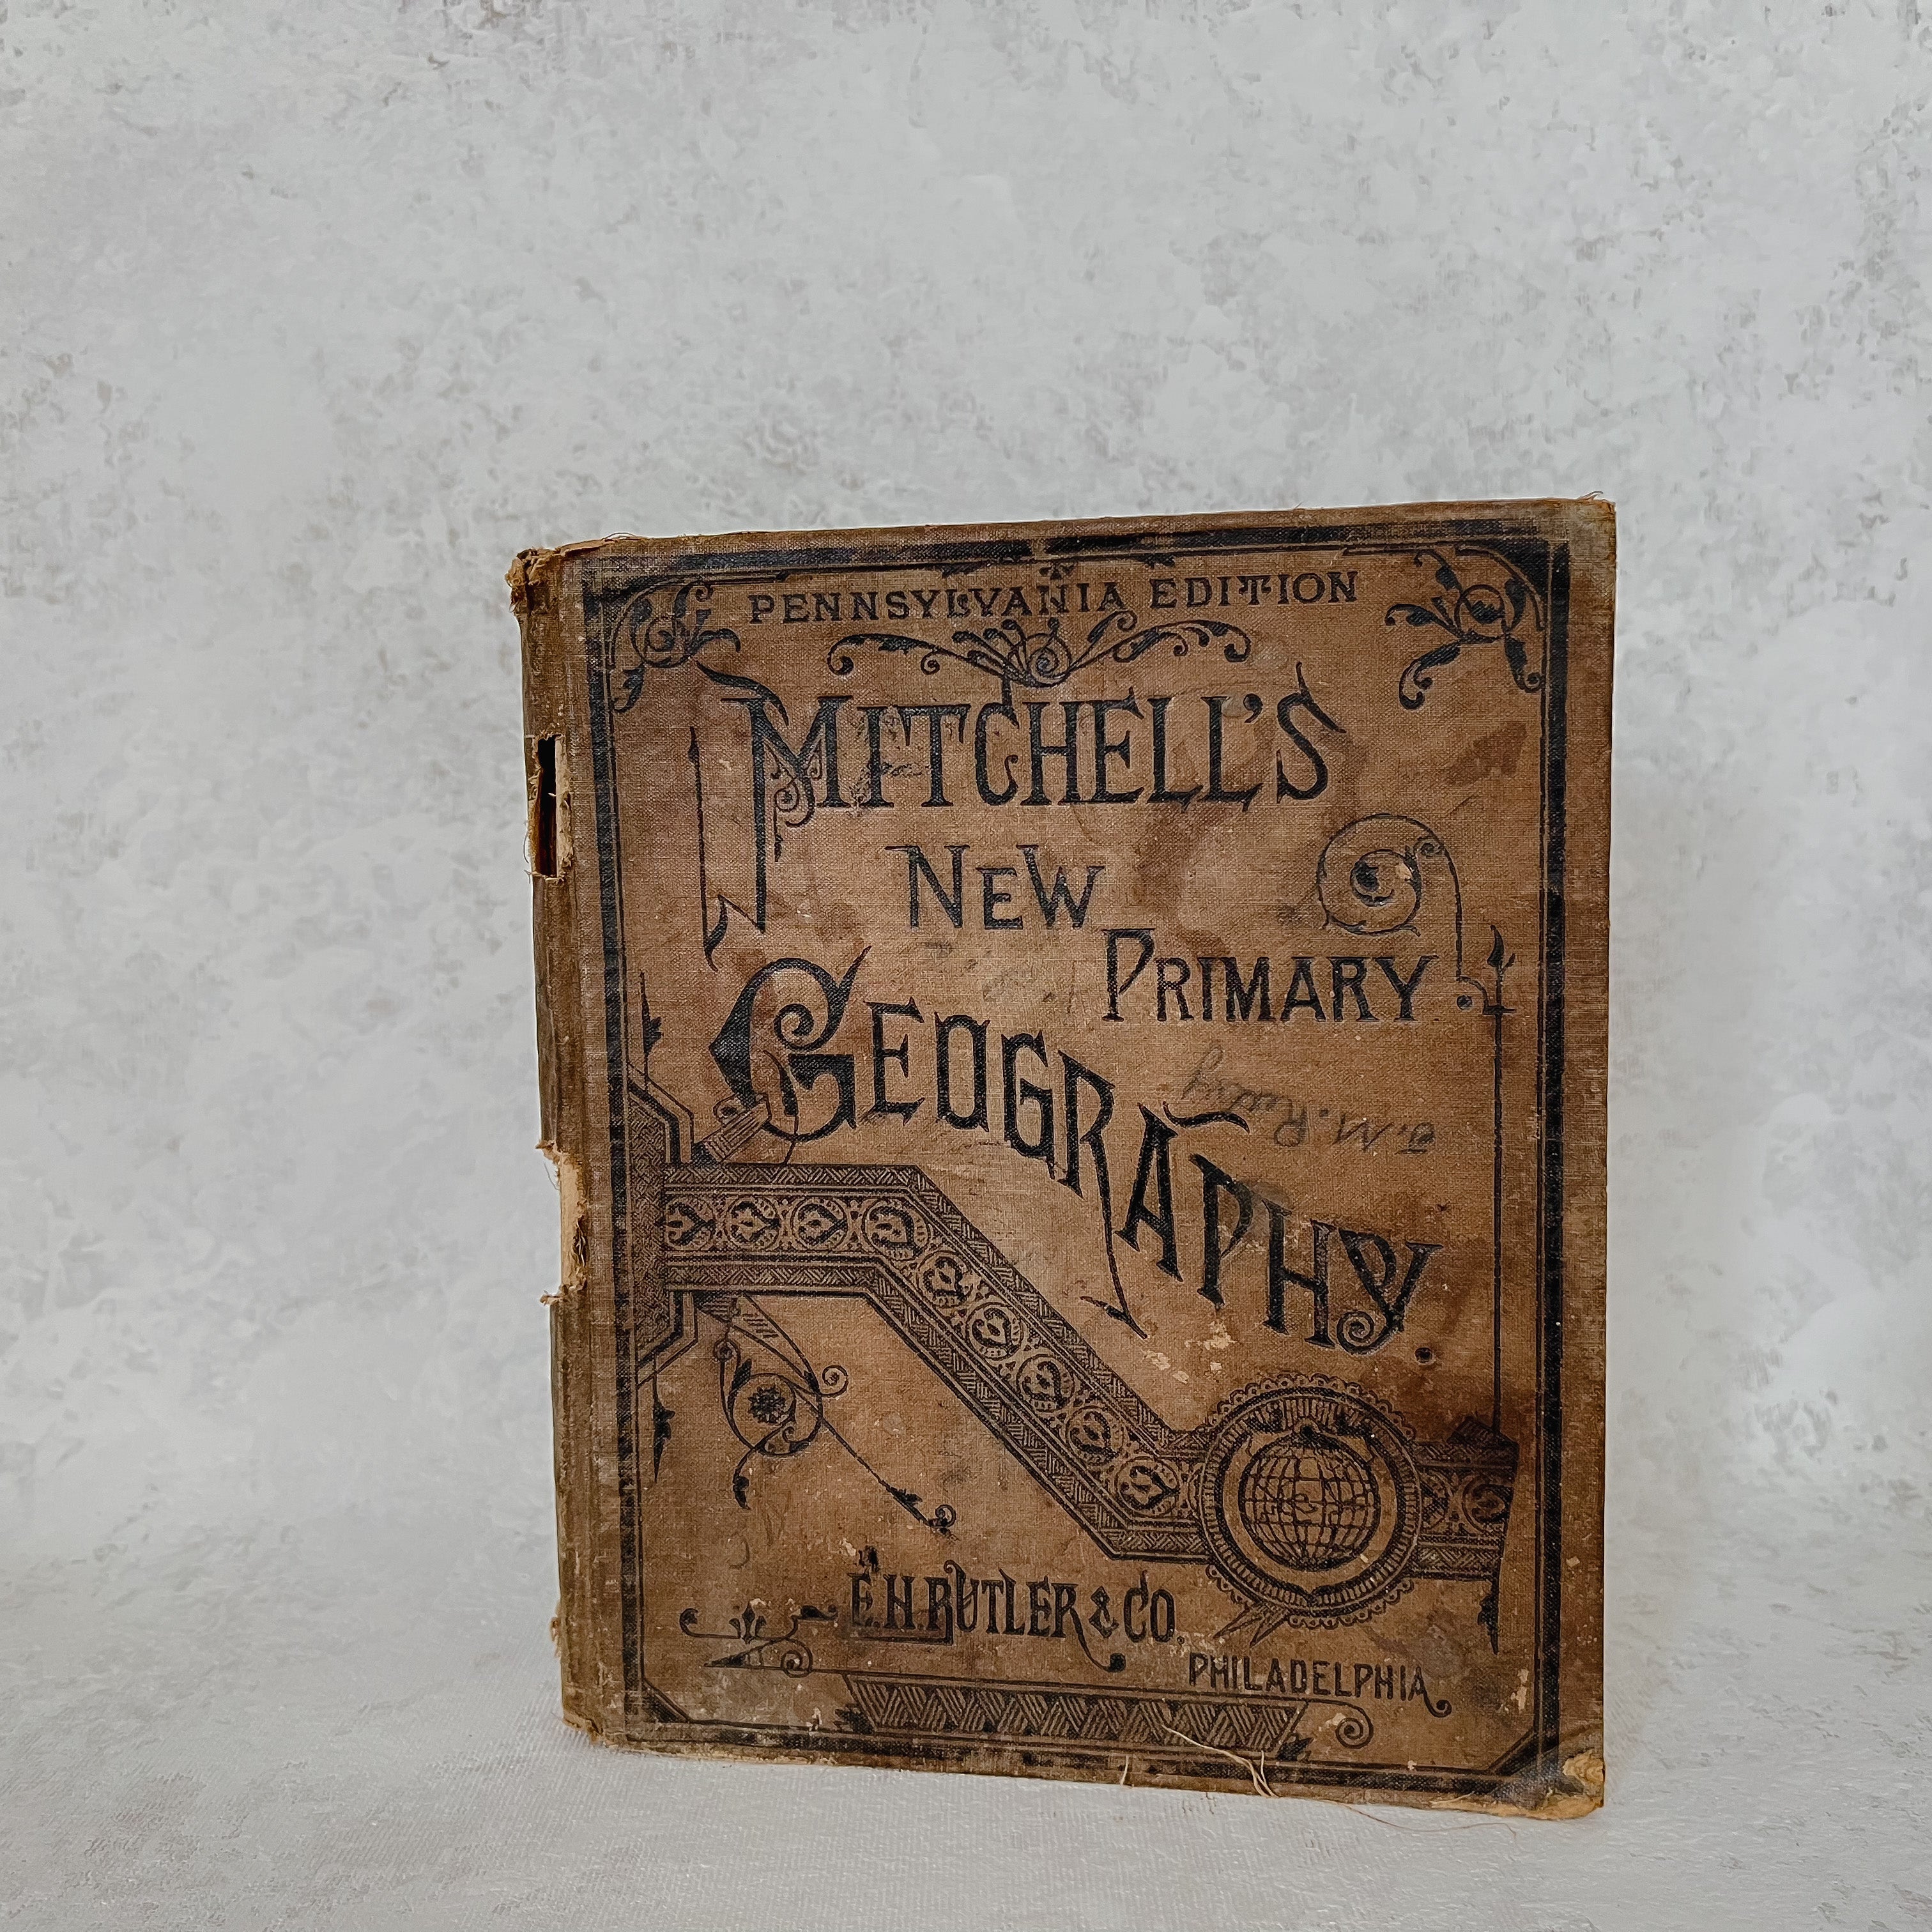 PENNSYLVANIA EDITION
MITCHELL'S
NEW
PRIMARY
GEOGRAPHY.
E.H. BUTLER & CO.
PHILADELPHIA